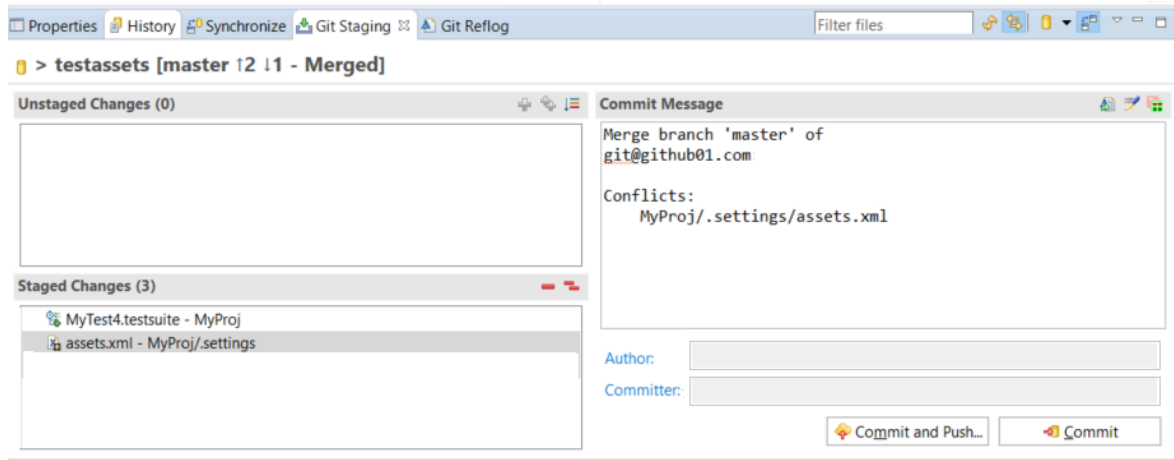 Properties History Synchronize Git Staging Git Reflog Filter files
> testassets [master ↑2 ↓1 - Merged]
Unstaged Changes (0)
Commit Message
Merge branch 'master' of
git@github01.com
Conflicts:
MyProj/.settings/assets.xml
Staged Changes (3)
MyTest4.testsuite - MyProj
assets.xml - MyProj/.settings
Author:
Committer:
Commit and Push...
Commit